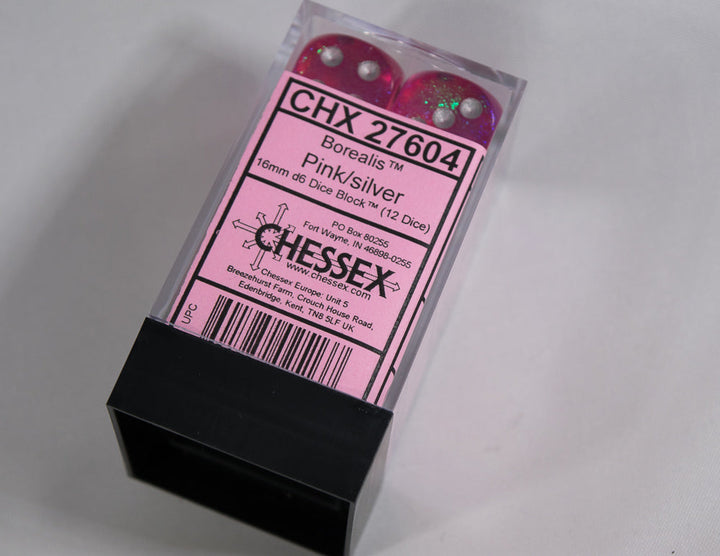 CHX 27604
Borealis™
Pink/silver
16mm d6 Dice Block™ (12 Dice)
PO Box 80255
Fort Wayne, IN 46898-0255
CHESSEX
www.chessex.com
Chessex Europe: Unit 5
Breezehurst Farm, Crouch House Road,
Edenbridge, Kent, TN8 5LF UK
UPC